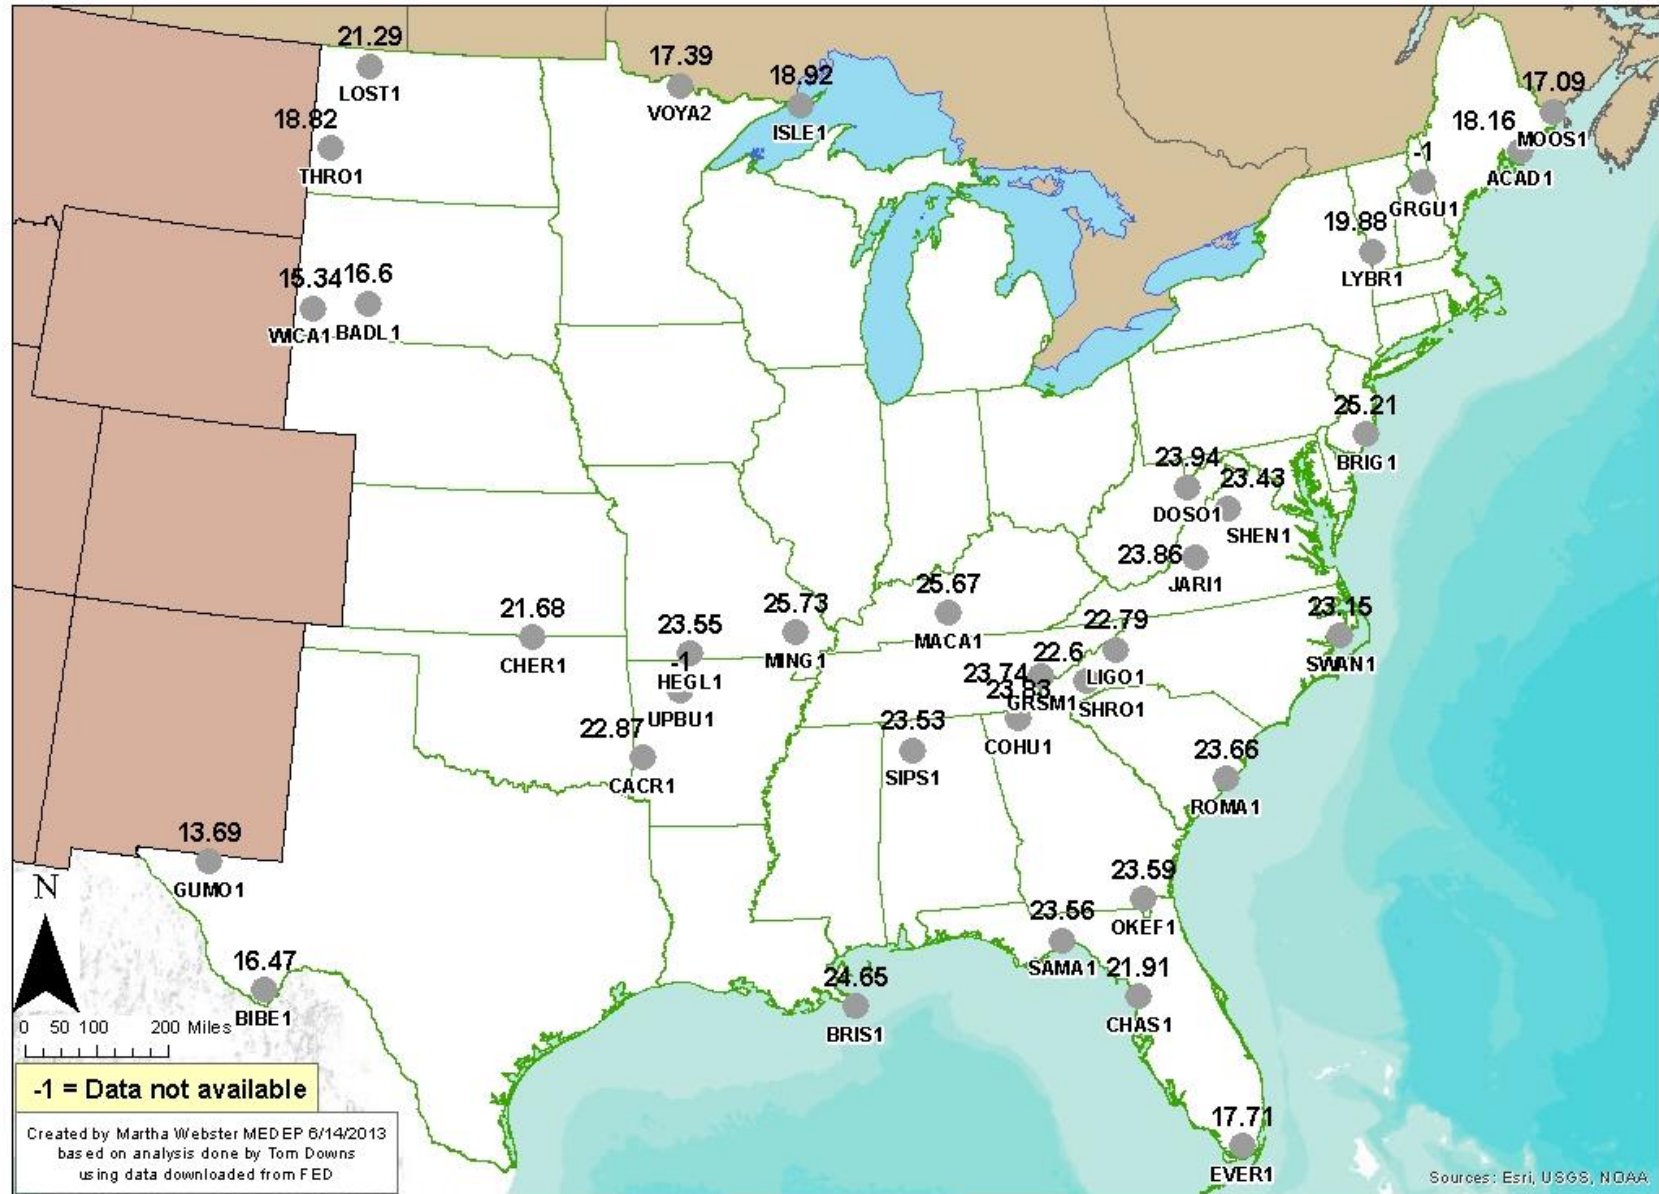 21.29
LOST1
17.39
VOYA2
18.92
ISLE1
17.09
MOOS1
18.82
THRO1
18.16
ACAD1
-1
GRGU1
19.88
LYBR1
15.34
WICA1
16.6
BADL1
25.21
BRIG1
23.94
DOSO1
23.43
SHEN1
23.86
JARI1
25.67
MACA1
21.68
CHER1
23.55
HEGL1
-1
UPBU1
25.73
MING1
22.79
LIGO1
23.15
SWAN1
22.6
SHRO1
23.74
GRSM1
23.83
COHU1
22.87
CACR1
23.53
SIPS1
23.66
ROMA1
13.69
GUMO1
23.59
OKEF1
23.56
SAMA1
21.91
CHAS1
16.47
BIBE1
24.65
BRIS1
17.71
EVER1
N
0 50 100 200 Miles
-1 = Data not available
Created by Martha Webster MEDEP 6/14/2013
based on analysis done by Tom Downs
using data downloaded from FED
Sources: Esri, USGS, NOAA